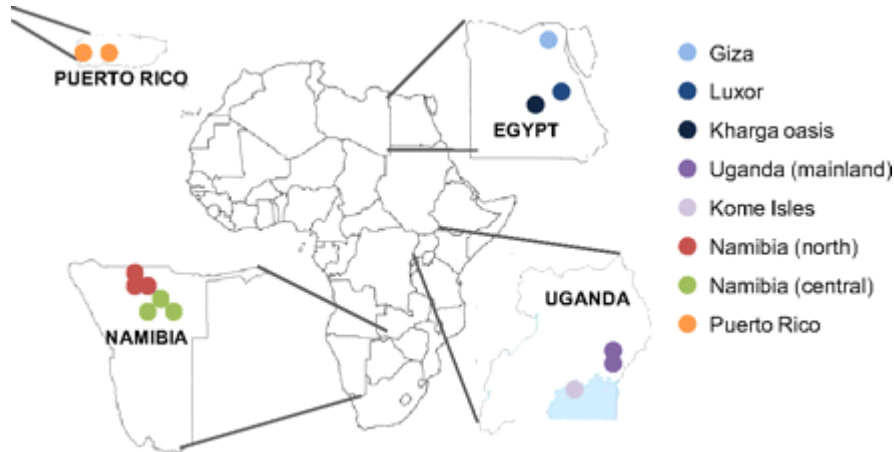 PUERTO RICO
EGYPT
NAMIBIA
UGANDA
Giza
Luxor
Kharga oasis
Uganda (mainland)
Kome Isles
Namibia (north)
Namibia (central)
Puerto Rico